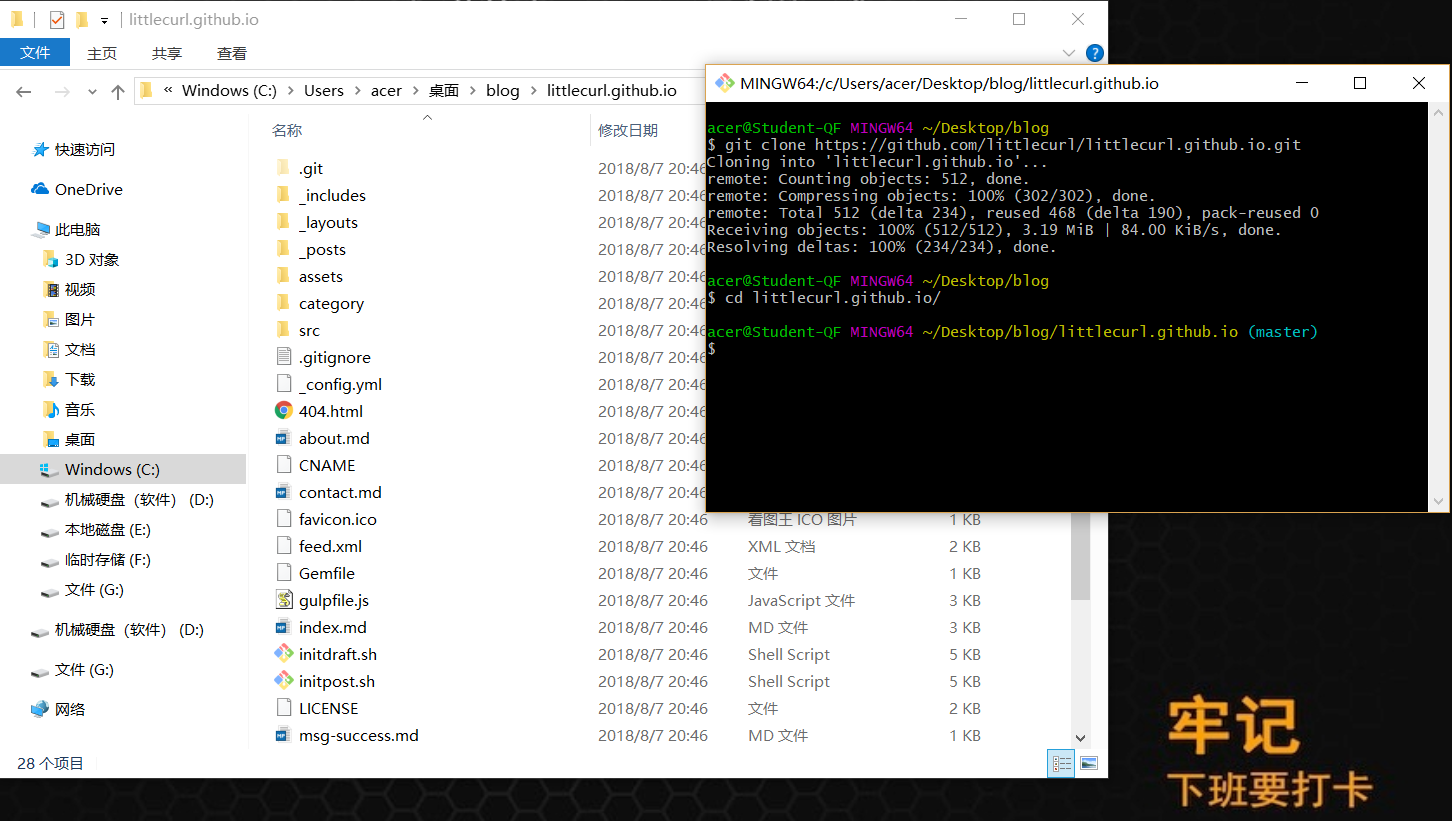 littlecurl.github.io
文件 主页 共享 查看
« Windows (C:) > Users > acer > 桌面 > blog > littlecurl.github.io
快速访问
OneDrive
此电脑
3D 对象
视频
图片
文档
下载
音乐
桌面
Windows (C:)
机械硬盘（软件） (D:)
本地磁盘 (E:)
临时存储 (F:)
文件 (G:)
机械硬盘（软件） (D:)
文件 (G:)
网络
28 个项目
名称 修改日期
.git 2018/8/7 20:46
_includes 2018/8/7 20:46
_layouts 2018/8/7 20:46
_posts 2018/8/7 20:46
assets 2018/8/7 20:46
category 2018/8/7 20:46
src 2018/8/7 20:46
.gitignore 2018/8/7 20:46
_config.yml 2018/8/7 20:46
404.html 2018/8/7 20:46
about.md 2018/8/7 20:46
CNAME 2018/8/7 20:46
contact.md 2018/8/7 20:46
favicon.ico 2018/8/7 20:46 看图王 ICO 图片 1 KB
feed.xml 2018/8/7 20:46 XML 文档 2 KB
Gemfile 2018/8/7 20:46 文件 1 KB
gulpfile.js 2018/8/7 20:46 JavaScript 文件 3 KB
index.md 2018/8/7 20:46 MD 文件 3 KB
initdraft.sh 2018/8/7 20:46 Shell Script 5 KB
initpost.sh 2018/8/7 20:46 Shell Script 5 KB
LICENSE 2018/8/7 20:46 文件 2 KB
msg-success.md 2018/8/7 20:46 MD 文件 1 KB
MINGW64:/c/Users/acer/Desktop/blog/littlecurl.github.io
acer@Student-QF MINGW64 ~/Desktop/blog
$ git clone https://github.com/littlecurl/littlecurl.github.io.git
Cloning into 'littlecurl.github.io'...
remote: Counting objects: 512, done.
remote: Compressing objects: 100% (302/302), done.
remote: Total 512 (delta 234), reused 468 (delta 190), pack-reused 0
Receiving objects: 100% (512/512), 3.19 MiB | 84.00 KiB/s, done.
Resolving deltas: 100% (234/234), done.
acer@Student-QF MINGW64 ~/Desktop/blog
$ cd littlecurl.github.io/
acer@Student-QF MINGW64 ~/Desktop/blog/littlecurl.github.io (master)
$
牢记
下班要打卡